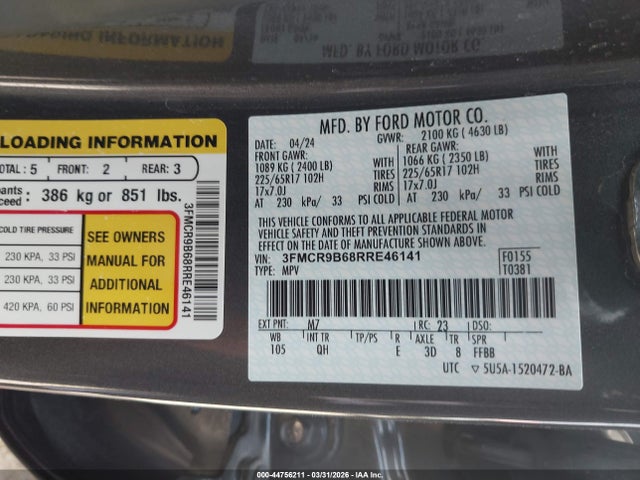 LOADING INFORMATION
MFD. BY FORD MOTOR CO
LOADING INFORMATION
TOTAL: 5 FRONT: 2 REAR: 3
386 kg or 851 lbs.
COLD TIRE PRESSURE
230 KPA, 33 PSI
230 KPA, 33 PSI
420 KPA, 60 PSI
SEE OWNERS
MANUAL FOR
ADDITIONAL
INFORMATION
3FMCR9B68RRE46141
MFD. BY FORD MOTOR CO.
DATE: 04/24 GVWR: 2100 KG (4630 LB)
FRONT GAWR: REAR GAWR:
1089 KG (2400 LB) WITH 1066 KG (2350 LB) WITH
225/65R17 102H TIRES 225/65R17 102H TIRES
17x7.0J RIMS 17x7.0J RIMS
AT 230 kPa/ 33 PSI COLD AT 230 kPa/ 33 PSI COLD
THIS VEHICLE CONFORMS TO ALL APPLICABLE FEDERAL MOTOR
VEHICLE SAFETY AND THEFT PREVENTION STANDARDS IN
EFFECT ON THE DATE OF MANUFACTURE SHOWN ABOVE.
VIN: 3FMCR9B68RRE46141 F0155
TYPE: MPV T0381
EXT PNT: M7 RC: 23 DSO:
WB INT TR TP/PS R AXLE TR SPR
105 QH E 3D 8 FFBB
UTC 5U5A-1520472-BA
000-44756211 - 03/31/2026 - IAA Inc.